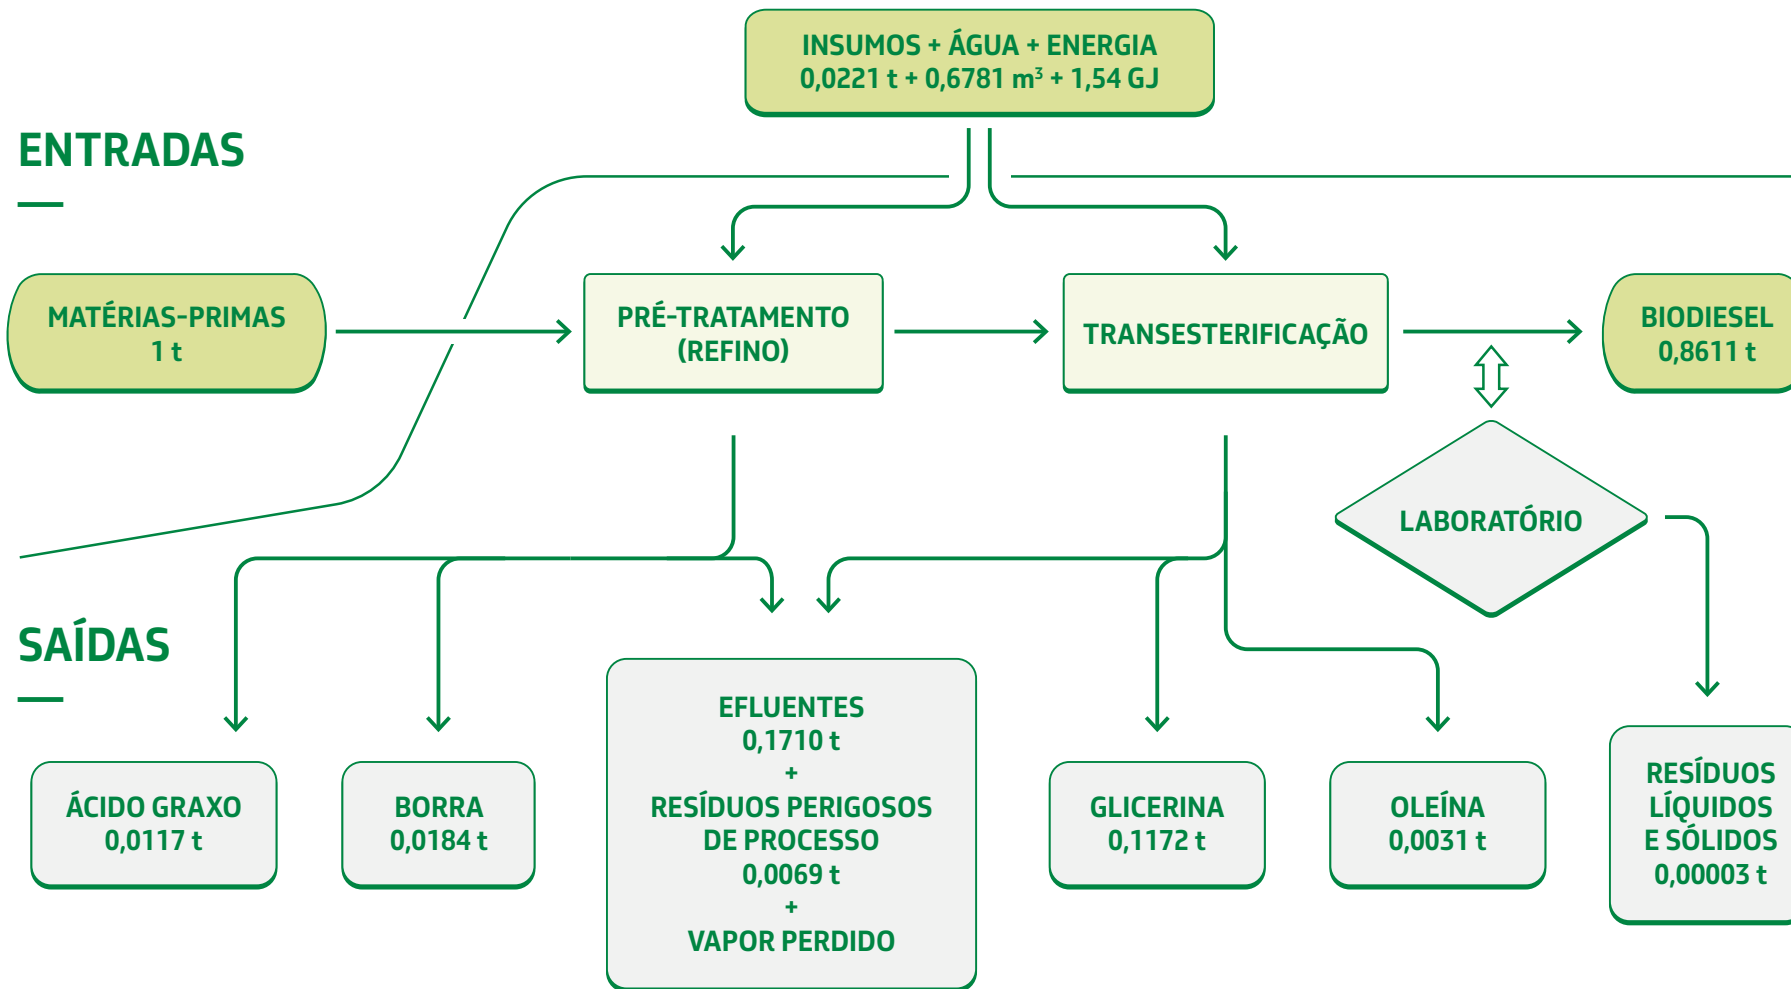 INSUMOS + ÁGUA + ENERGIA
0,0221 t + 0,6781 m³ + 1,54 GJ
ENTRADAS
MATÉRIAS-PRIMAS
1 t
PRÉ-TRATAMENTO
(REFINO)
TRANSESTERIFICAÇÃO
BIODIESEL
0,8611 t
LABORATÓRIO
SAÍDAS
ÁCIDO GRAXO
0,0117 t
BORRA
0,0184 t
EFLUENTES
0,1710 t
+
RESÍDUOS PERIGOSOS
DE PROCESSO
0,0069 t
+
VAPOR PERDIDO
GLICERINA
0,1172 t
OLEÍNA
0,0031 t
RESÍDUOS
LÍQUIDOS
E SÓLIDOS
0,00003 t